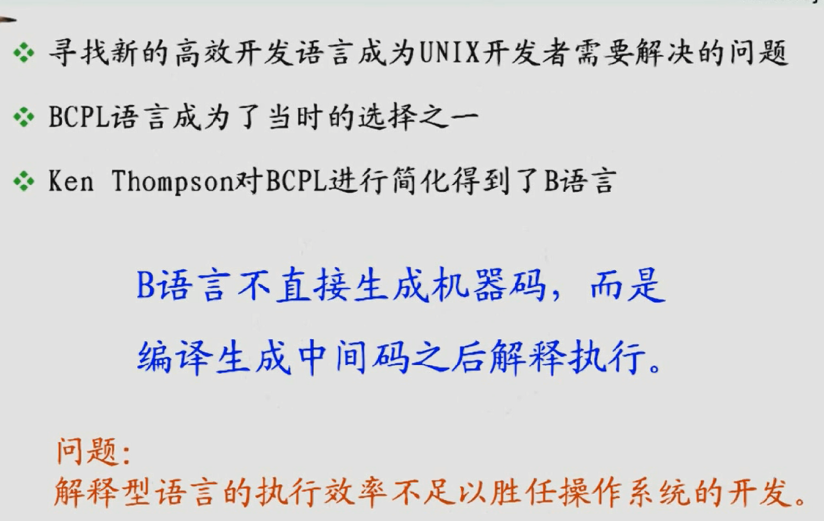 寻找新的高效开发语言成为UNIX开发者需要解决的问题
BCPL语言成为了当时的选择之一
Ken Thompson对BCPL进行简化得到了B语言
B语言不直接生成机器码，而是
编译生成中间码之后解释执行。
问题：
解释型语言的执行效率不足以胜任操作系统的开发。